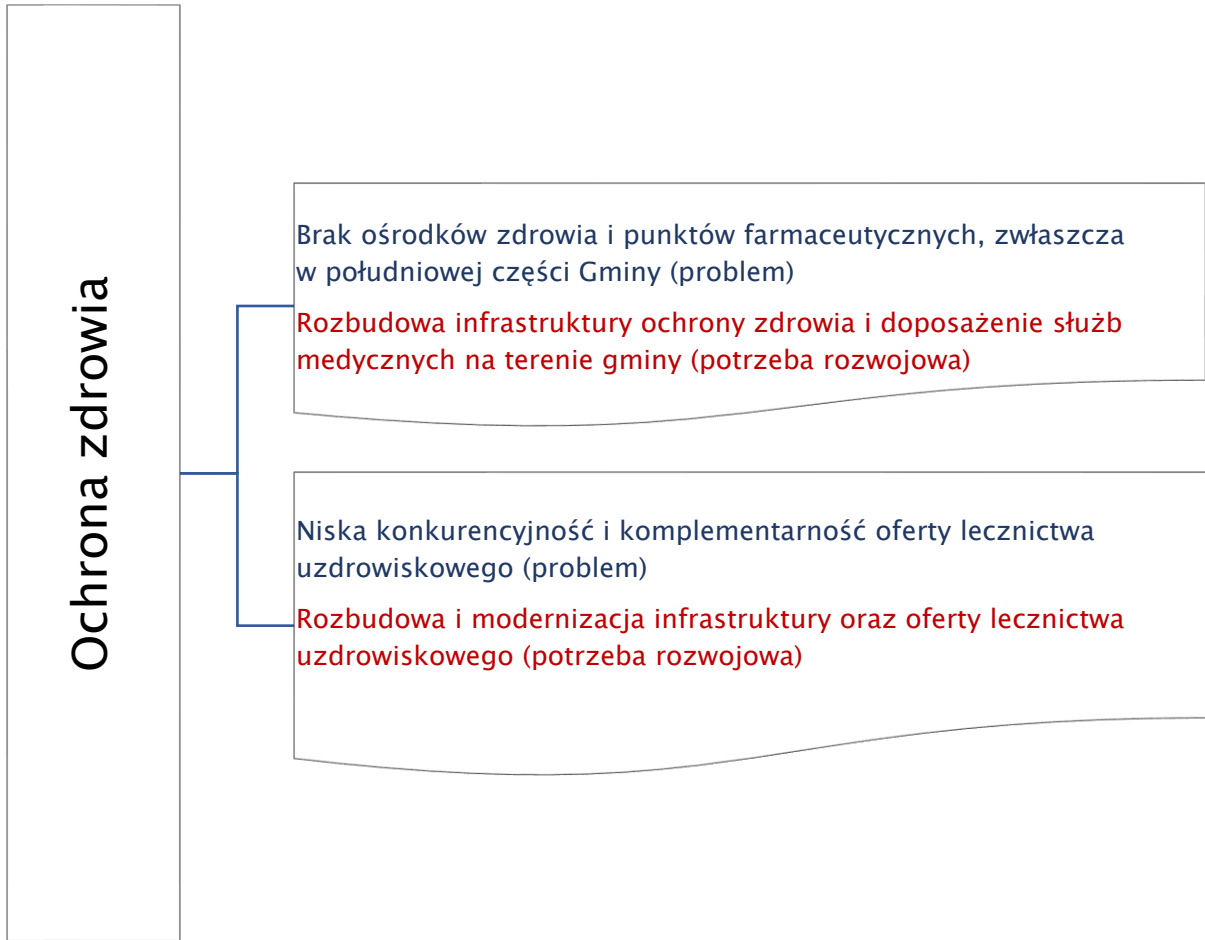 Ochrona zdrowia
Brak ośrodków zdrowia i punktów farmaceutycznych, zwłaszcza
w południowej części Gminy (problem)
Rozbudowa infrastruktury ochrony zdrowia i doposażenie służb
medycznych na terenie gminy (potrzeba rozwojowa)
Niska konkurencyjność i komplementarność oferty lecznictwa
uzdrowiskowego (problem)
Rozbudowa i modernizacja infrastruktury oraz oferty lecznictwa
uzdrowiskowego (potrzeba rozwojowa)